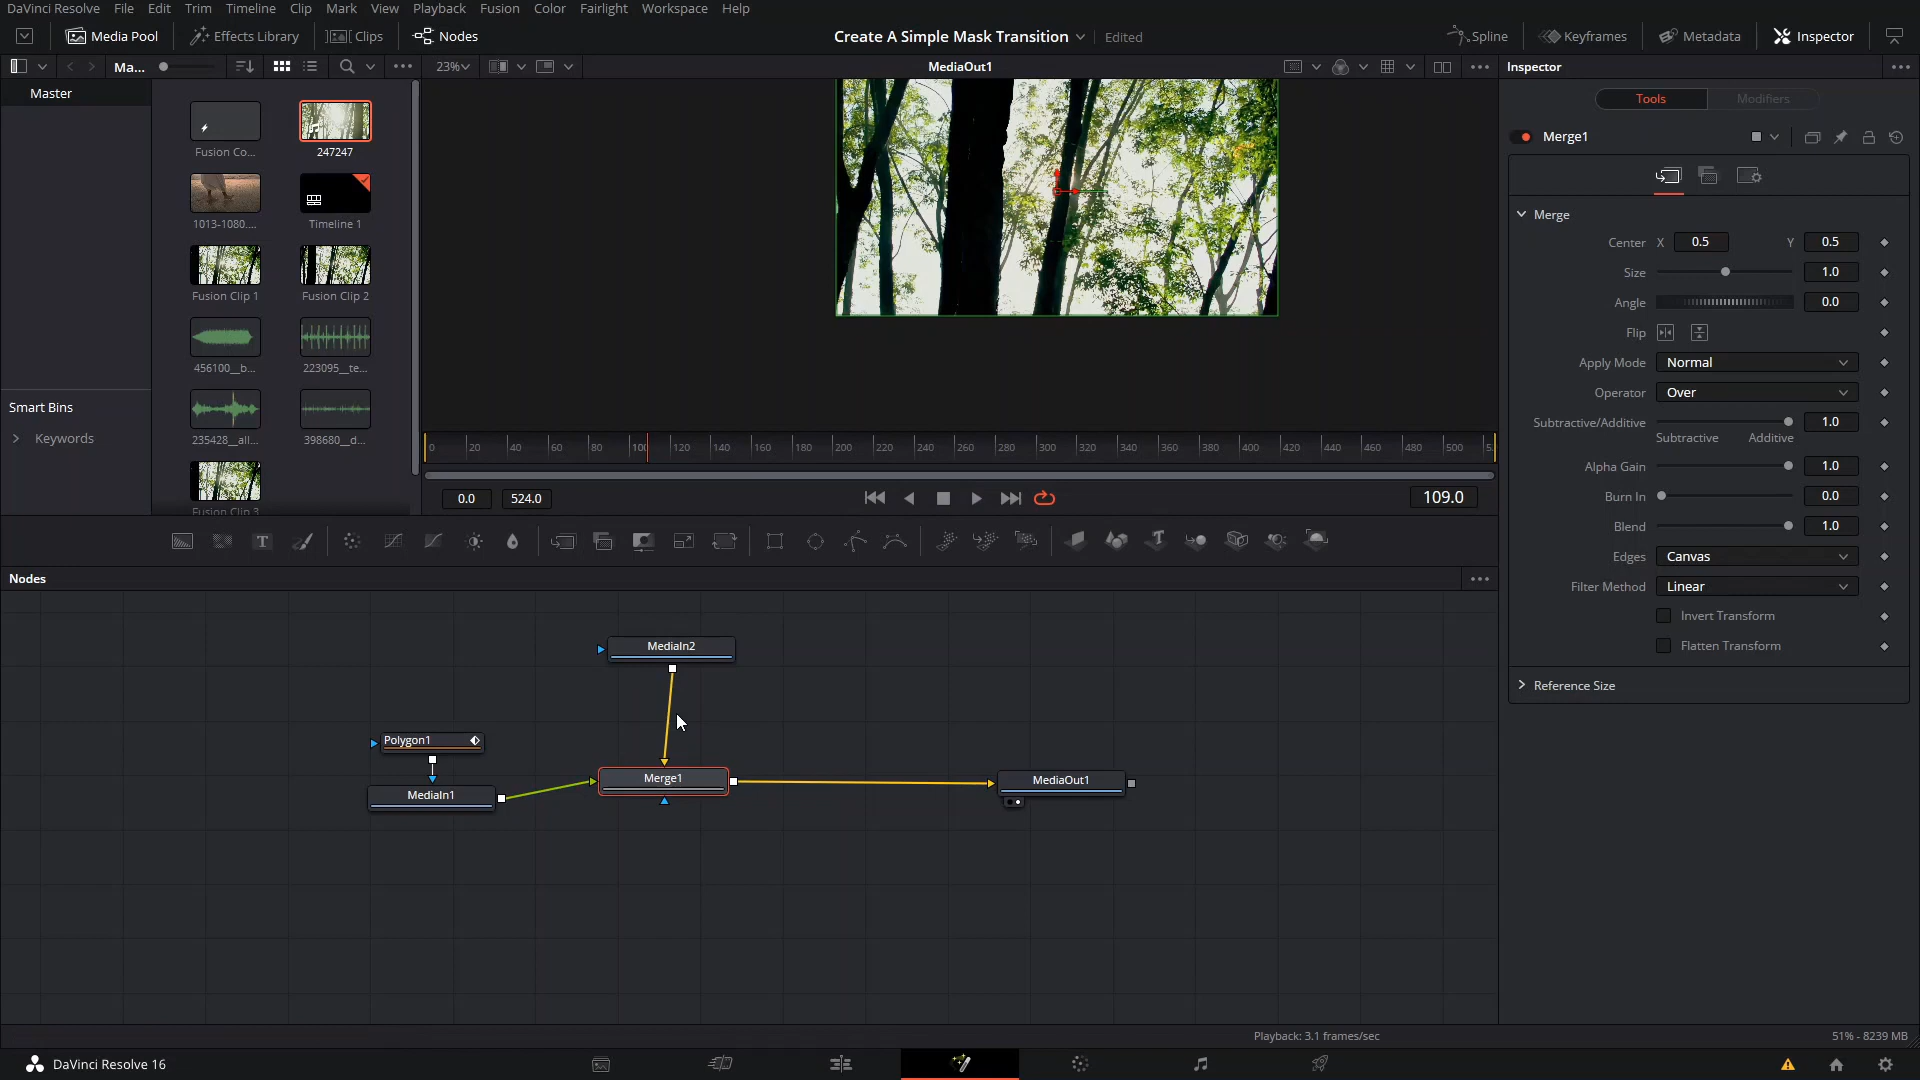 DaVinci Resolve File Edit Trim Timeline Clip Mark View Playback Fusion Color Fairlight Workspace Help
Media Pool Effects Library Clips Nodes Create A Simple Mask Transition Edited Spline Keyframes Metadata Inspector
Ma... 23% MediaOut1 Inspector
Master
Tools Modifiers
Fusion Co... 247247
Merge1
1013-1080.... Timeline 1
Merge
Center X 0.5 Y 0.5
Size 1.0
Fusion Clip 1 Fusion Clip 2
Angle 0.0
Flip
456100__b... 223095__te...
Apply Mode Normal
Operator Over
Smart Bins
Subtractive/Additive 1.0
Subtractive Additive
Keywords
235428__all... 398680__d...
0 20 40 60 80 100 120 140 160 180 200 220 240 260 280 300 320 340 360 380 400 420 440 460 480 500
Alpha Gain 1.0
0.0 524.0 109.0
Burn In 0.0
Fusion Clip 3
Blend 1.0
Edges Canvas
Nodes
Filter Method Linear
Invert Transform
Flatten Transform
Reference Size
MediaIn2
Polygon1
MediaIn1
Merge1
MediaOut1
Playback: 3.1 frames/sec 51% - 8239 MB
DaVinci Resolve 16